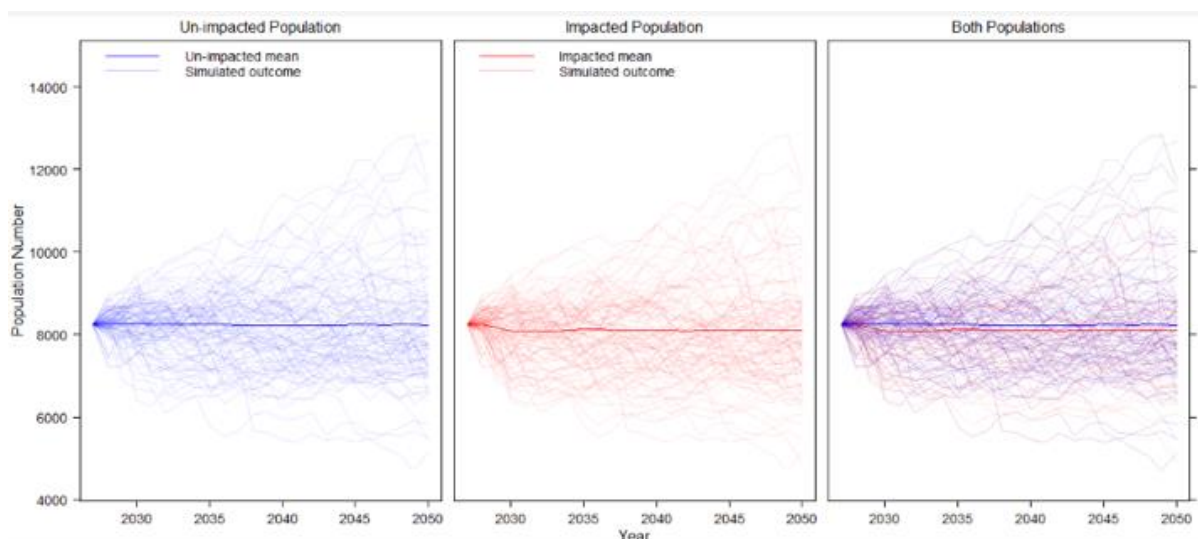 Un-impacted Population
Impacted Population
Both Populations
Un-impacted mean
Simulated outcome
Impacted mean
Simulated outcome
Population Number
14000
12000
10000
8000
6000
4000
2030 2035 2040 2045 2050
2030 2035 2040 2045 2050
2030 2035 2040 2045 2050
Year